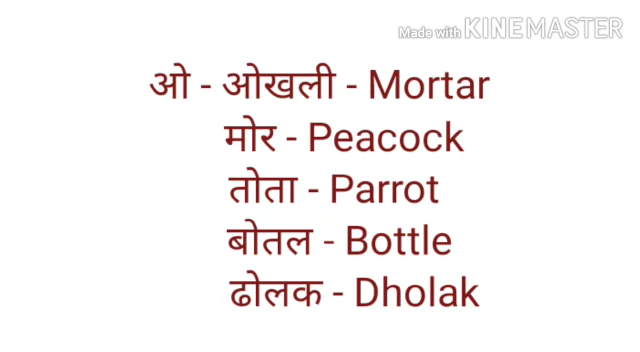 Made with KINEMASTER
ओ - ओखली - Mortar
मोर - Peacock
तोता - Parrot
बोतल - Bottle
ढोलक - Dholak